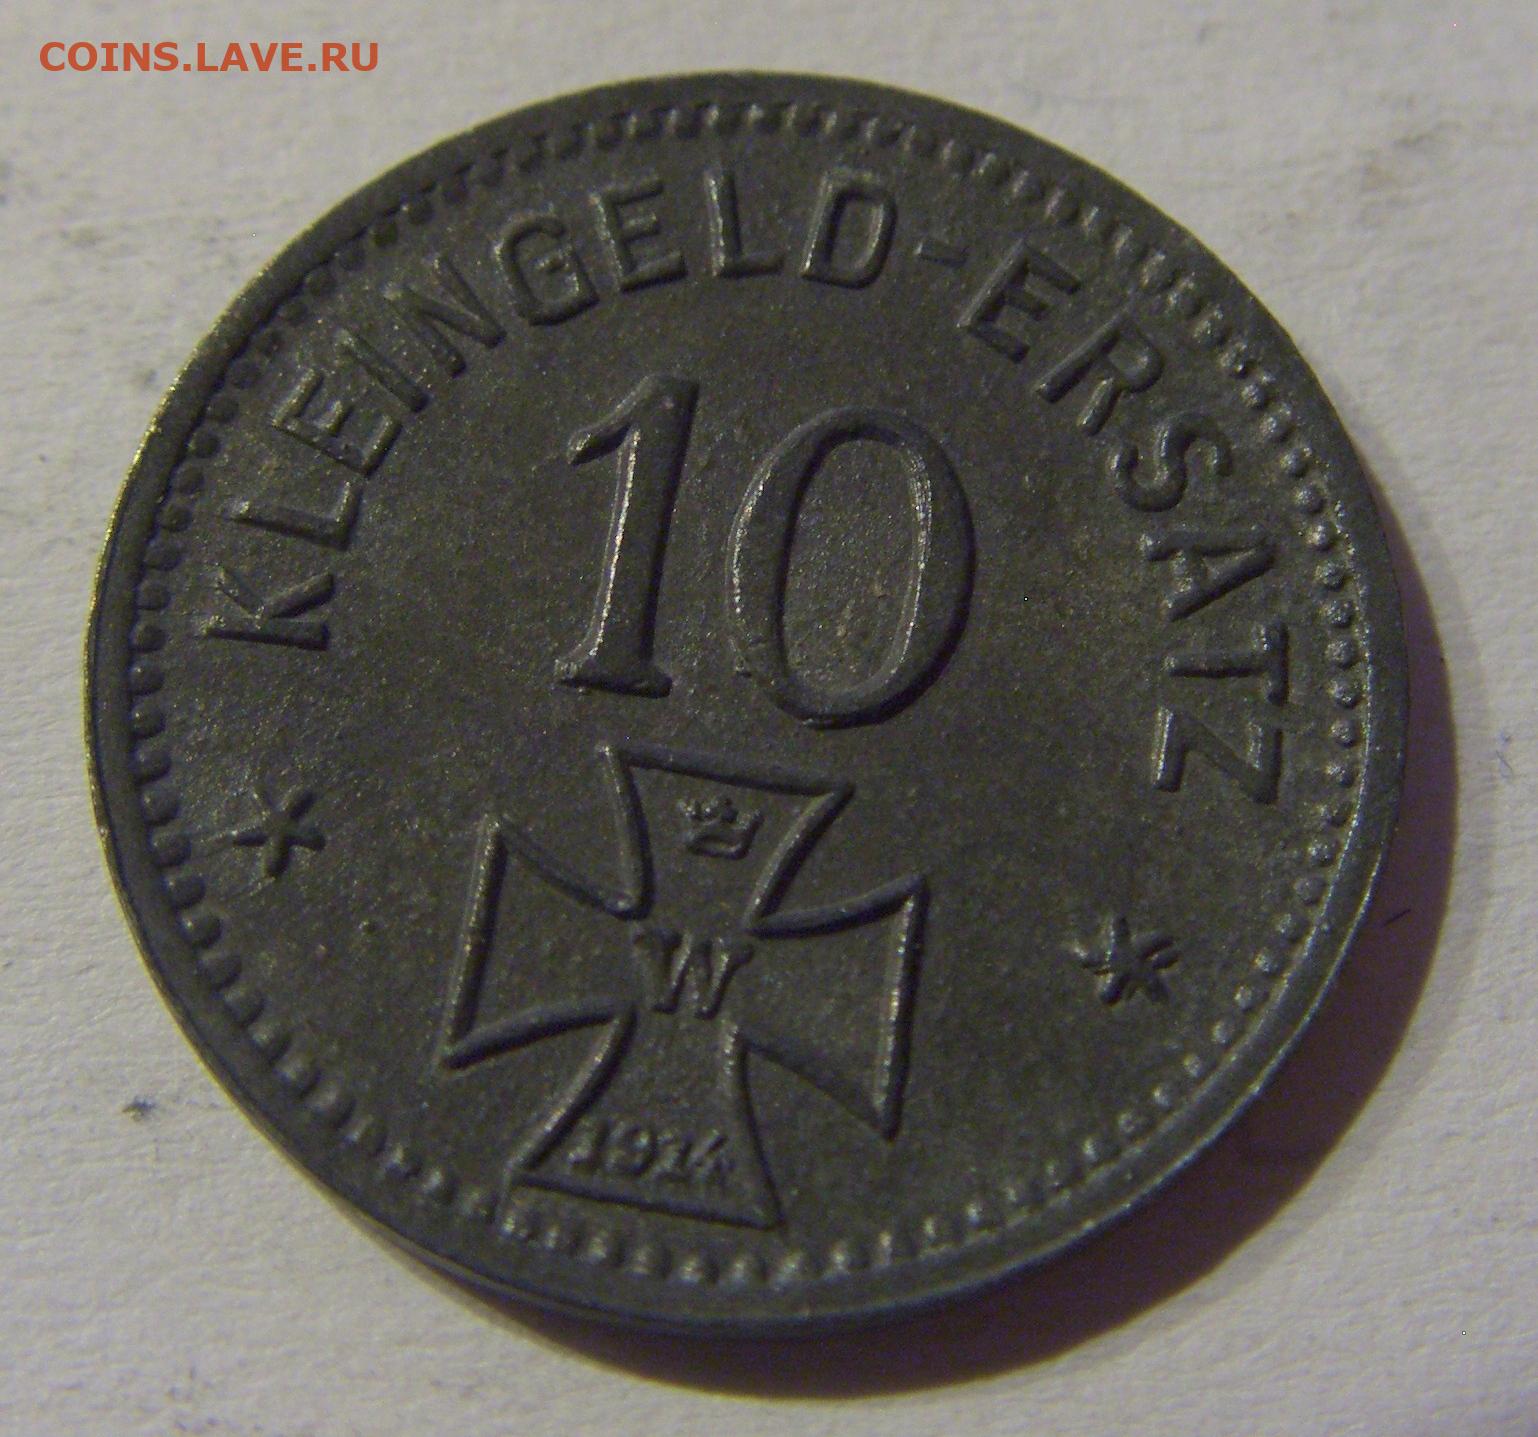 COINS.LAVE.RU
KLEINGELD-ERSATZ
10
W
1914